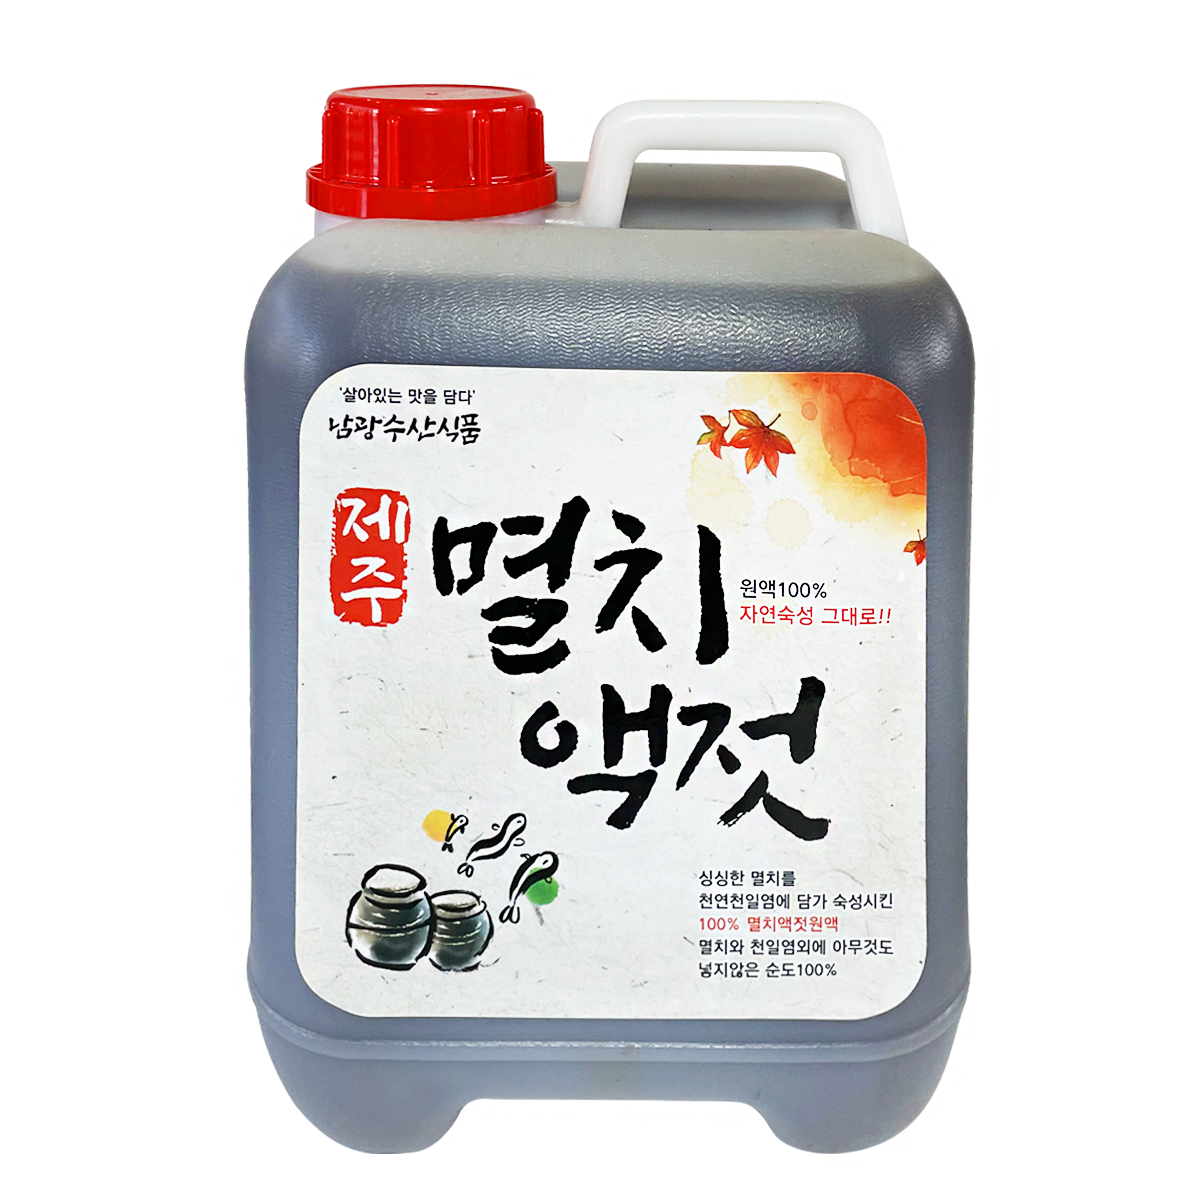 '살아있는 맛을 담다'
남광수산식품
제주
멸치
액젓
원액100%
자연숙성 그대로!!
싱싱한 멸치를
천연천일염에 담가 숙성시킨
100% 멸치액젓원액
멸치와 천일염외에 아무것도
넣지않은 순도100%